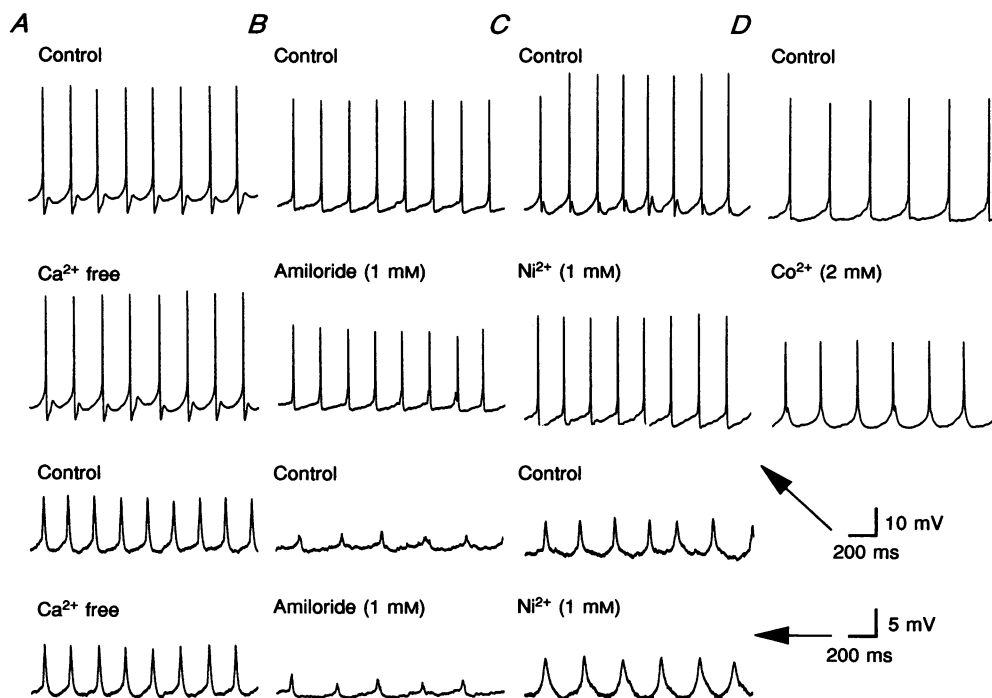 A B C D
Control Control Control Control
Ca²⁺ free Amiloride (1 mM) Ni²⁺ (1 mM) Co²⁺ (2 mM)
Control Control Control
10 mV
200 ms
Ca²⁺ free Amiloride (1 mM) Ni²⁺ (1 mM)
5 mV
200 ms